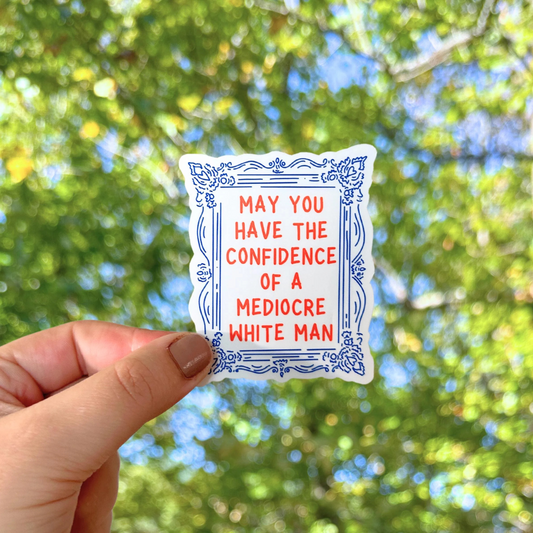 MAY YOU
HAVE THE
CONFIDENCE
OF A
MEDIOCRE
WHITE MAN